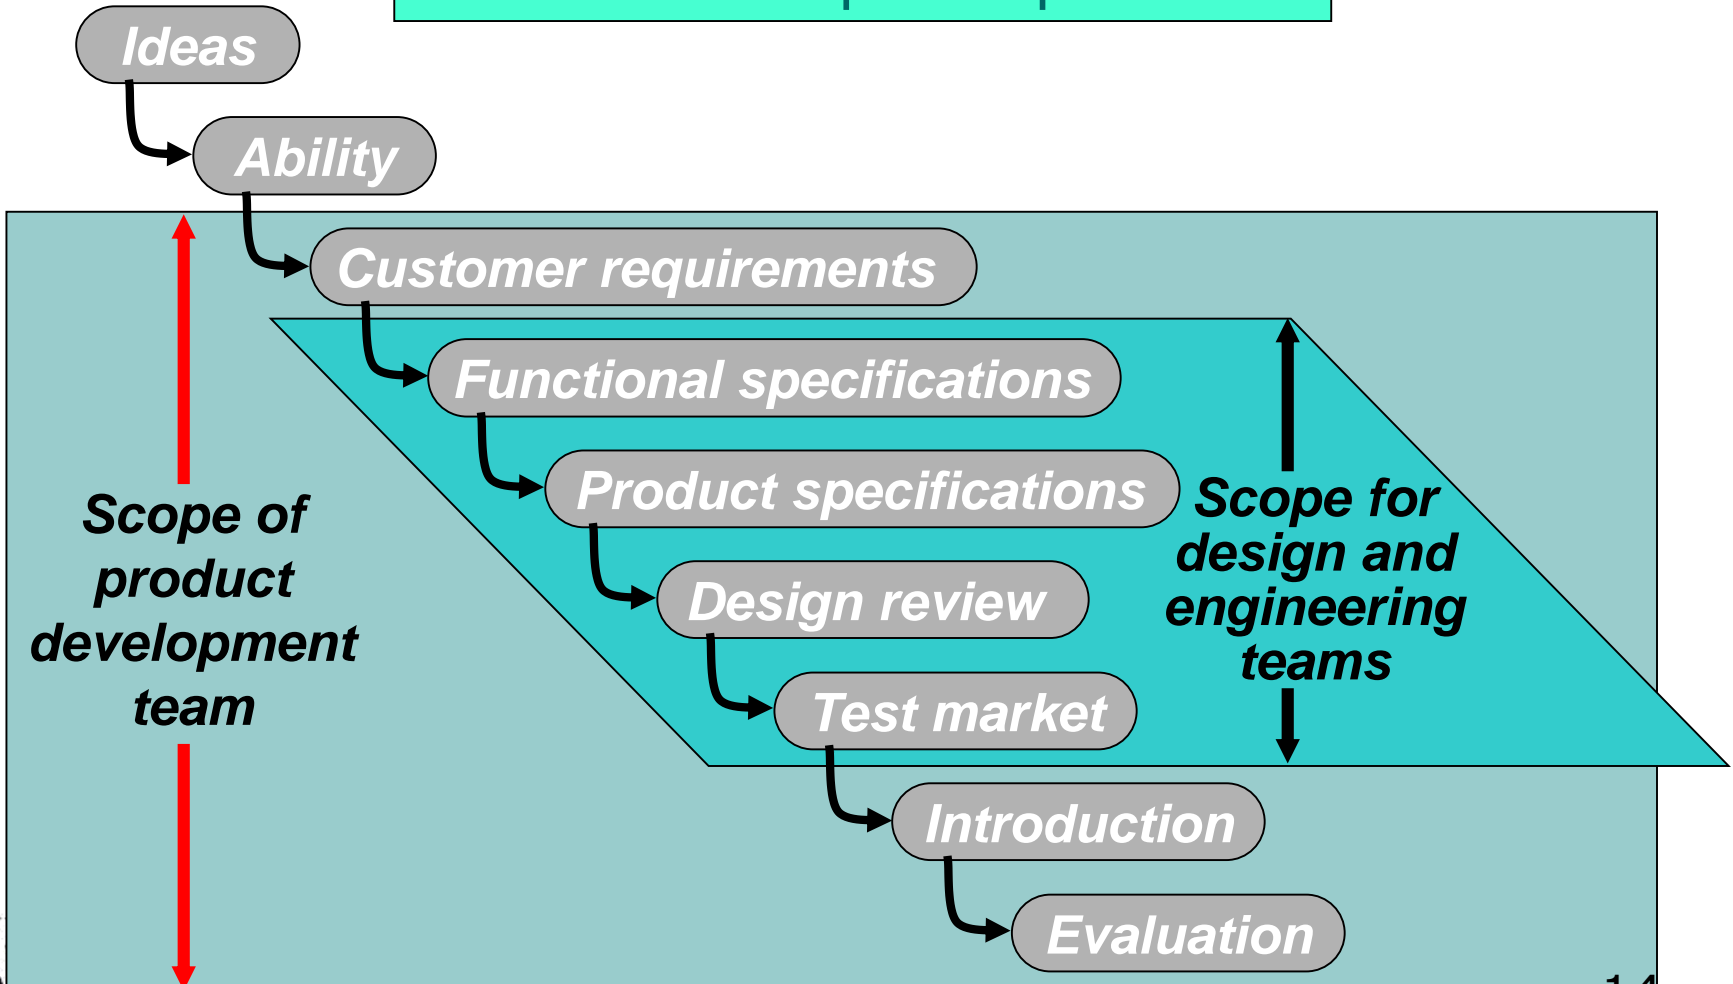 Ideas
Ability
Customer requirements
Functional specifications
Product specifications
Design review
Test market
Introduction
Evaluation
Scope of
product
development
team
Scope for
design and
engineering
teams